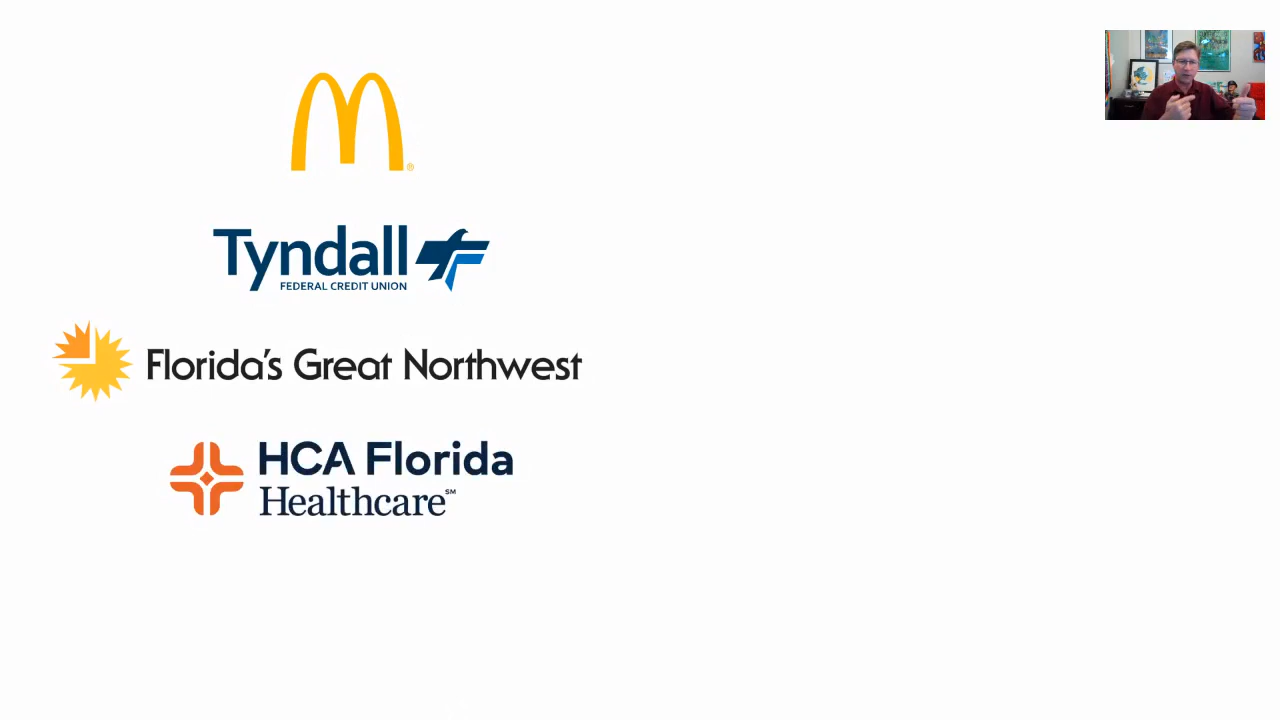 ®
Tyndall
FEDERAL CREDIT UNION
Florida's Great Northwest
HCA Florida
Healthcare℠